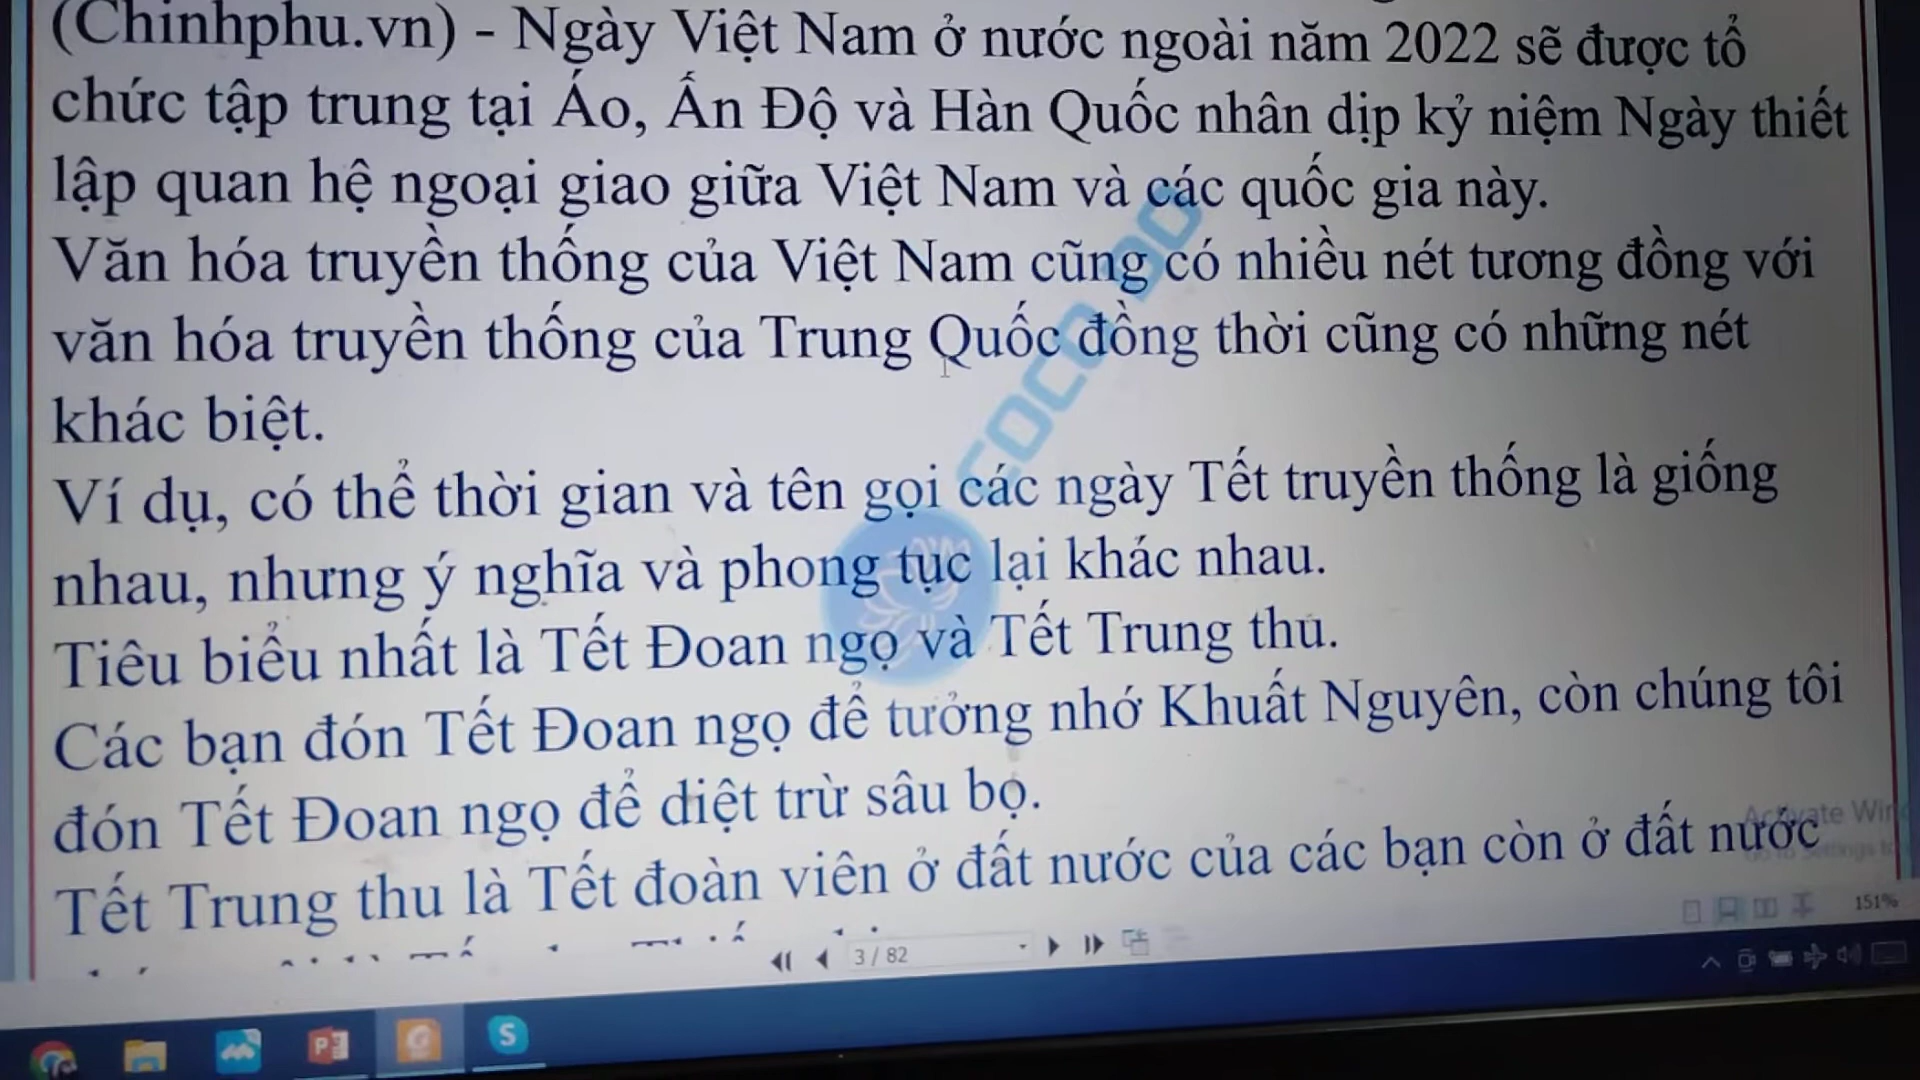 (Chinhphu.vn) - Ngày Việt Nam ở nước ngoài năm 2022 sẽ được tổ
chức tập trung tại Áo, Ấn Độ và Hàn Quốc nhân dịp kỷ niệm Ngày thiết
lập quan hệ ngoại giao giữa Việt Nam và các quốc gia này.
Văn hóa truyền thống của Việt Nam cũng có nhiều nét tương đồng với
văn hóa truyền thống của Trung Quốc đồng thời cũng có những nét
khác biệt.
Ví dụ, có thể thời gian và tên gọi các ngày Tết truyền thống là giống
nhau, nhưng ý nghĩa và phong tục lại khác nhau.
Tiêu biểu nhất là Tết Đoan ngọ và Tết Trung thu.
Các bạn đón Tết Đoan ngọ để tưởng nhớ Khuất Nguyên, còn chúng tôi
đón Tết Đoan ngọ để diệt trừ sâu bọ.
Tết Trung thu là Tết đoàn viên ở đất nước của các bạn còn ở đất nước
COCO
Activate Win
3 / 82
151%